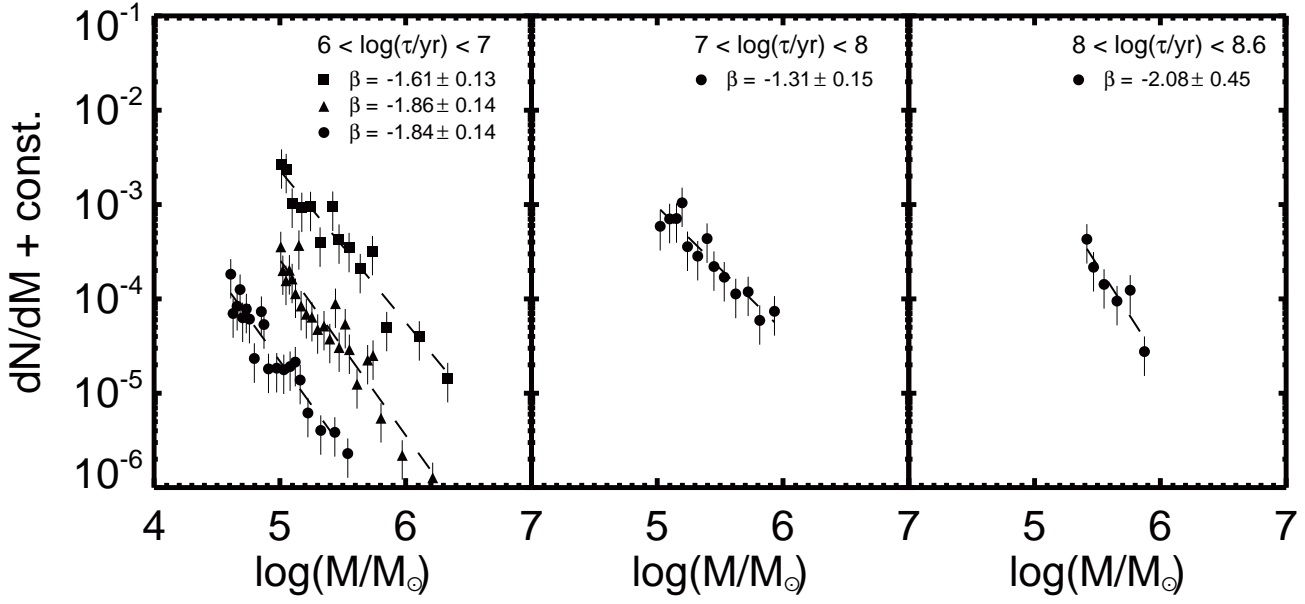 10⁻¹
10⁻²
10⁻³
10⁻⁴
10⁻⁵
10⁻⁶
dN/dM + const.
6 < log(τ/yr) < 7
β = -1.61± 0.13
β = -1.86± 0.14
β = -1.84± 0.14
7 < log(τ/yr) < 8
β = -1.31± 0.15
8 < log(τ/yr) < 8.6
β = -2.08± 0.45
4 5 6 7 5 6 7 5 6 7
log(M/M☉) log(M/M☉) log(M/M☉)